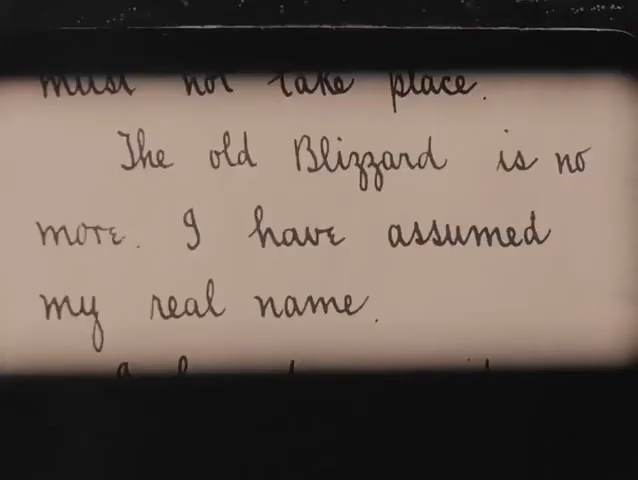 must not take place.
The old Blizzard is no
more. I have assumed
my real name.